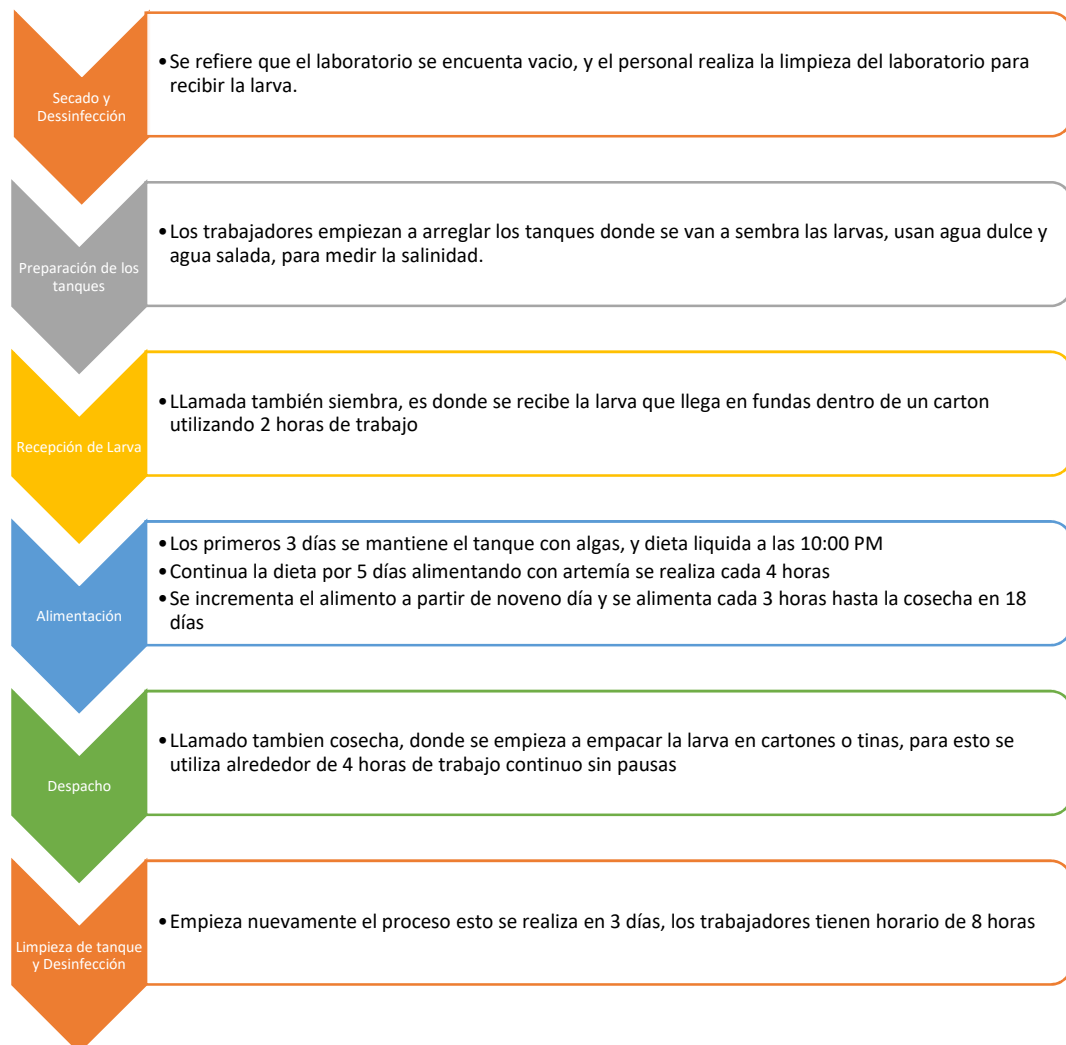 Secado y
Dessinfección
•Se refiere que el laboratorio se encuenta vacio, y el personal realiza la limpieza del laboratorio para
recibir la larva.
Preparación de los
tanques
•Los trabajadores empiezan a arreglar los tanques donde se van a sembra las larvas, usan agua dulce y
agua salada, para medir la salinidad.
Recepción de Larva
•LLamada también siembra, es donde se recibe la larva que llega en fundas dentro de un carton
utilizando 2 horas de trabajo
Alimentación
•Los primeros 3 días se mantiene el tanque con algas, y dieta liquida a las 10:00 PM
•Continua la dieta por 5 días alimentando con artemía se realiza cada 4 horas
•Se incrementa el alimento a partir de noveno día y se alimenta cada 3 horas hasta la cosecha en 18
días
Despacho
•LLamado tambien cosecha, donde se empieza a empacar la larva en cartones o tinas, para esto se
utiliza alrededor de 4 horas de trabajo continuo sin pausas
Limpieza de tanque
y Desinfección
•Empieza nuevamente el proceso esto se realiza en 3 días, los trabajadores tienen horario de 8 horas